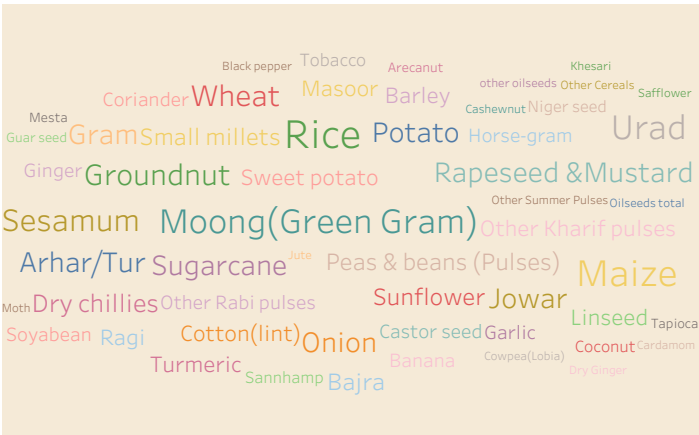 Black pepper Tobacco Arecanut Khesari
Coriander Wheat Masoor Barley other oilseeds Other Cereals Safflower
Mesta Cashewnut Niger seed
Guar seed Gram Small millets Rice Potato Horse-gram Urad
Ginger Groundnut Sweet potato Rapeseed &Mustard
Other Summer Pulses Oilseeds total
Sesamum Moong(Green Gram) Other Kharif pulses
Arhar/Tur Sugarcane Jute Peas & beans (Pulses) Maize
Moth Dry chillies Other Rabi pulses Sunflower Jowar
Linseed Tapioca
Soyabean Ragi Cotton(lint) Onion Castor seed Garlic Coconut Cardamom
Turmeric Banana Cowpea(Lobia)
Sannhamp Bajra Dry Ginger